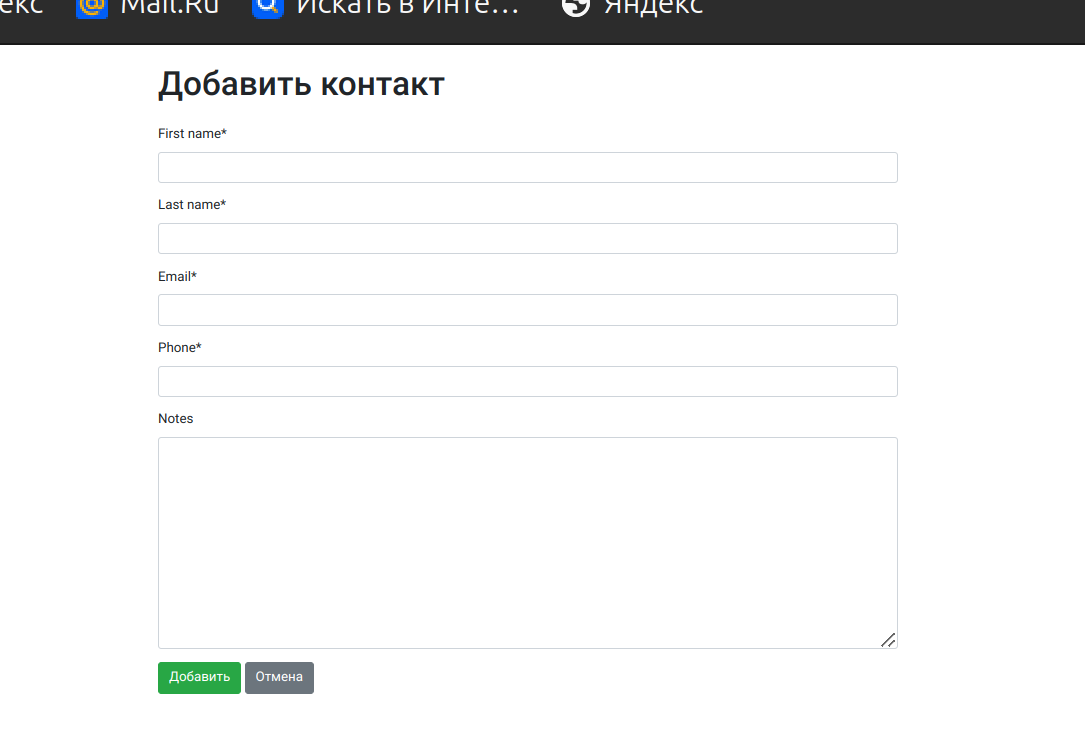 екс Mail.Ru Искать в Инте... Яндекс
Добавить контакт
First name*
Last name*
Email*
Phone*
Notes
Добавить Отмена